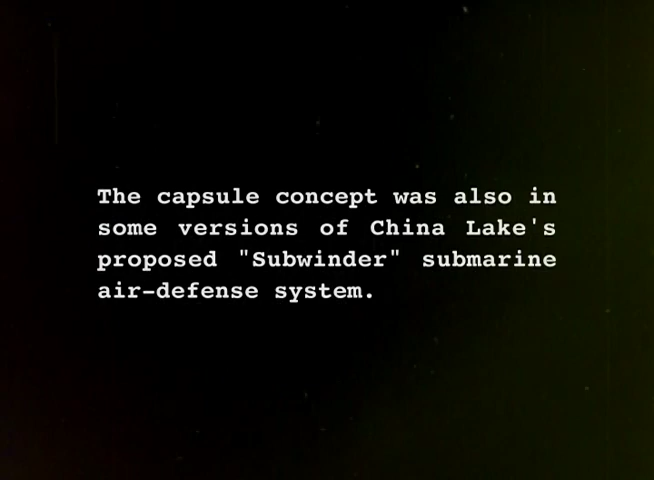 The capsule concept was also in
some versions of China Lake's
proposed "Subwinder" submarine
air-defense system.